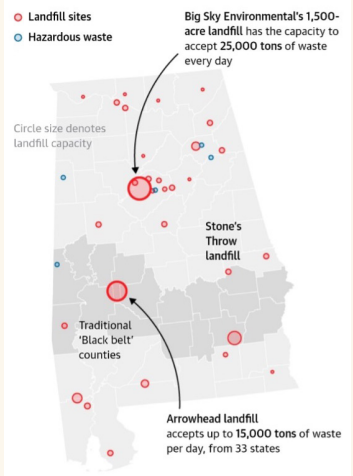 Landfill sites
Hazardous waste
Big Sky Environmental's 1,500-
acre landfill has the capacity to
accept 25,000 tons of waste
every day
Circle size denotes
landfill capacity
Stone's
Throw
landfill
Traditional
'Black belt'
counties
Arrowhead landfill
accepts up to 15,000 tons of waste
per day, from 33 states